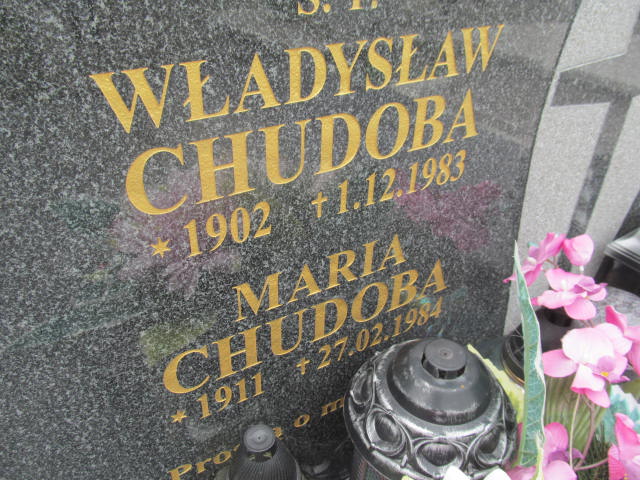 Ś. P.
WŁADYSŁAW
CHUDOBA
* 1902 † 1.12.1983
MARIA
CHUDOBA
* 1911 † 27.02.1984
o